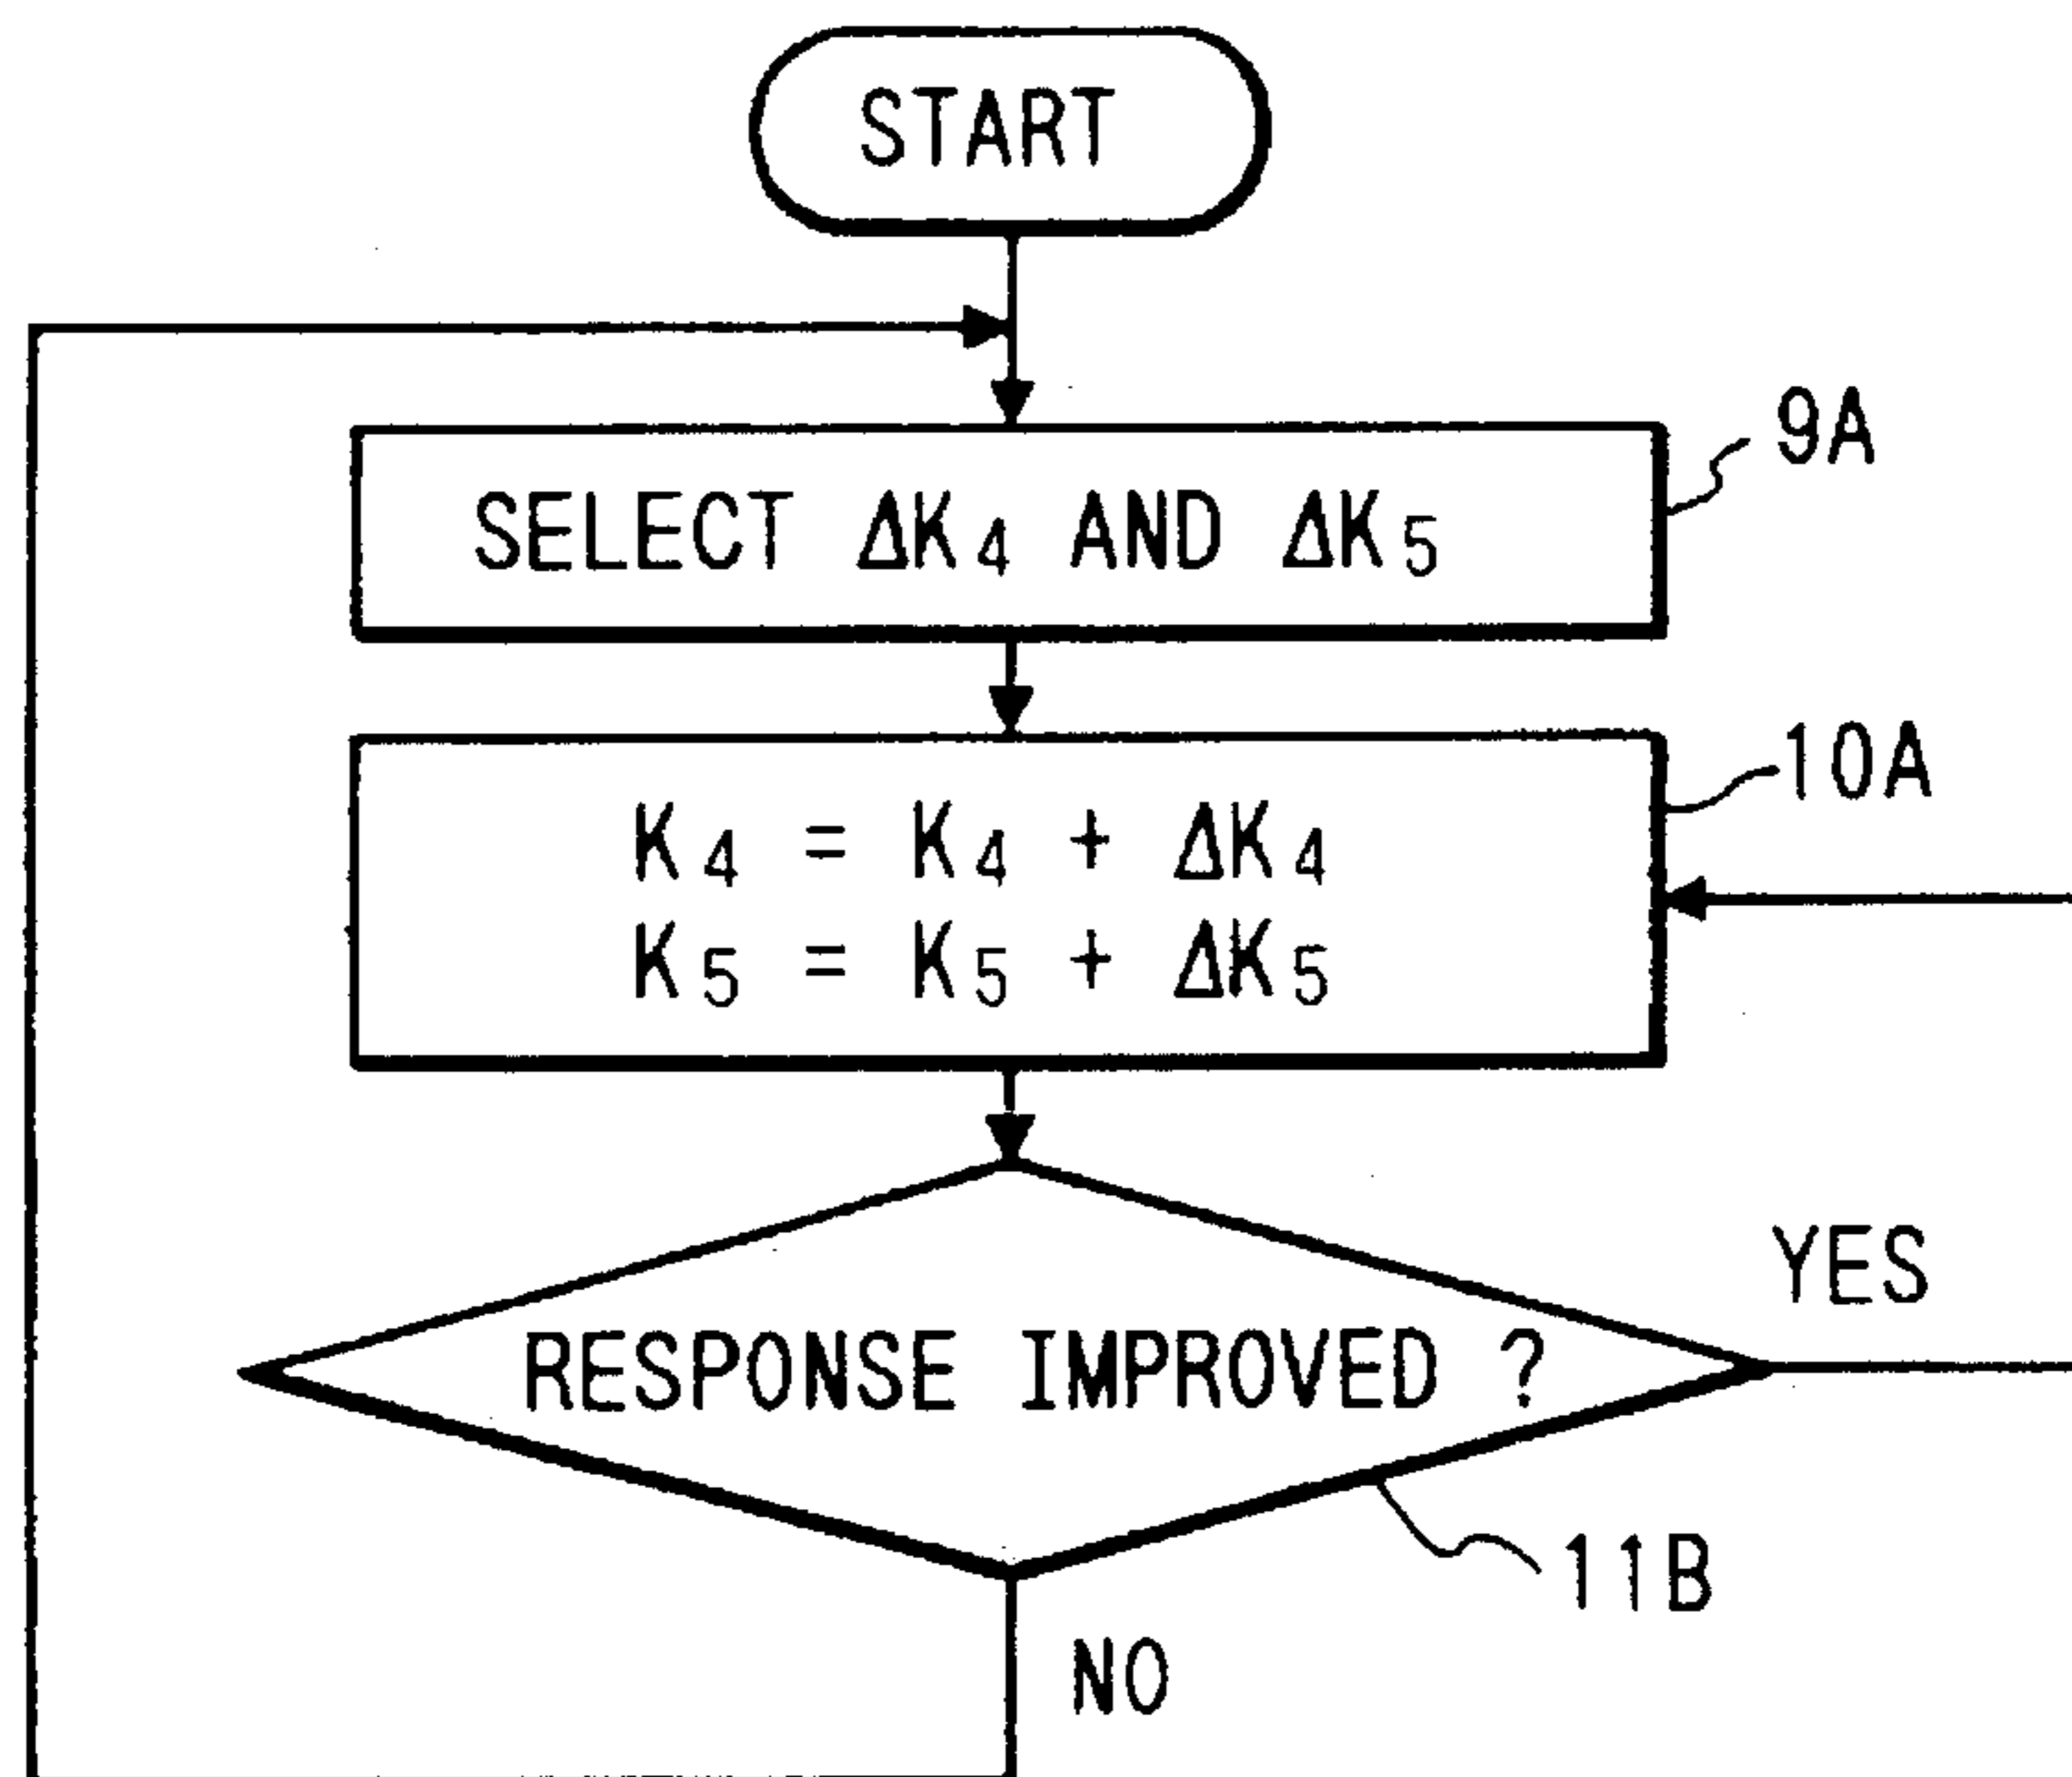 START
9A
SELECT ΔK₄ AND ΔK₅
10A
K₄ = K₄ + ΔK₄
K₅ = K₅ + ΔK₅
YES
RESPONSE IMPROVED ?
11B
NO